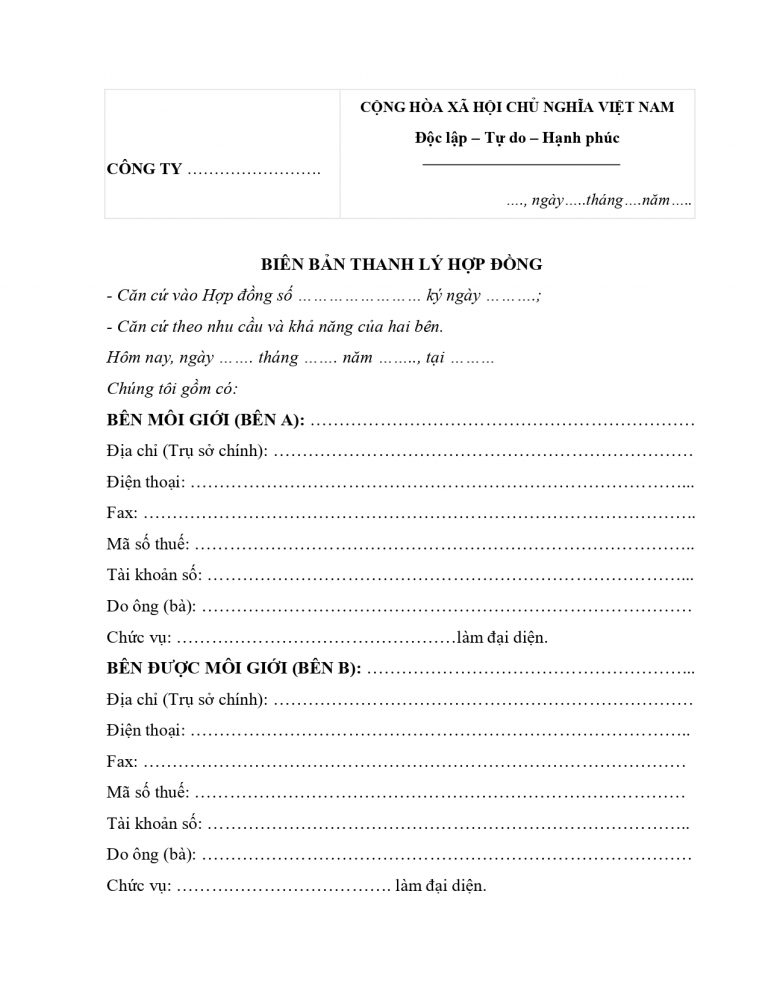 CÔNG TY …………………….
CỘNG HÒA XÃ HỘI CHỦ NGHĨA VIỆT NAM
Độc lập – Tự do – Hạnh phúc
…., ngày…..tháng….năm…..
BIÊN BẢN THANH LÝ HỢP ĐỒNG
- Căn cứ vào Hợp đồng số …………………… ký ngày ……….;
- Căn cứ theo nhu cầu và khả năng của hai bên.
Hôm nay, ngày ……. tháng ……. năm …….., tại ………
Chúng tôi gồm có:
BÊN MÔI GIỚI (BÊN A): …………………………………………………………
Địa chỉ (Trụ sở chính): ………………………………………………………………
Điện thoại: …………………………………………………………………………...
Fax: …………………………………………………………………………………..
Mã số thuế: …………………………………………………………………………..
Tài khoản số: ………………………………………………………………………...
Do ông (bà): …………………………………………………………………………
Chức vụ: …………………………………………làm đại diện.
BÊN ĐƯỢC MÔI GIỚI (BÊN B): ………………………………………………..
Địa chỉ (Trụ sở chính): ………………………………………………………………
Điện thoại: …………………………………………………………………………..
Fax: …………………………………………………………………………………
Mã số thuế: …………………………………………………………………………
Tài khoản số: ………………………………………………………………………..
Do ông (bà): …………………………………………………………………………
Chức vụ: ………………………………. làm đại diện.